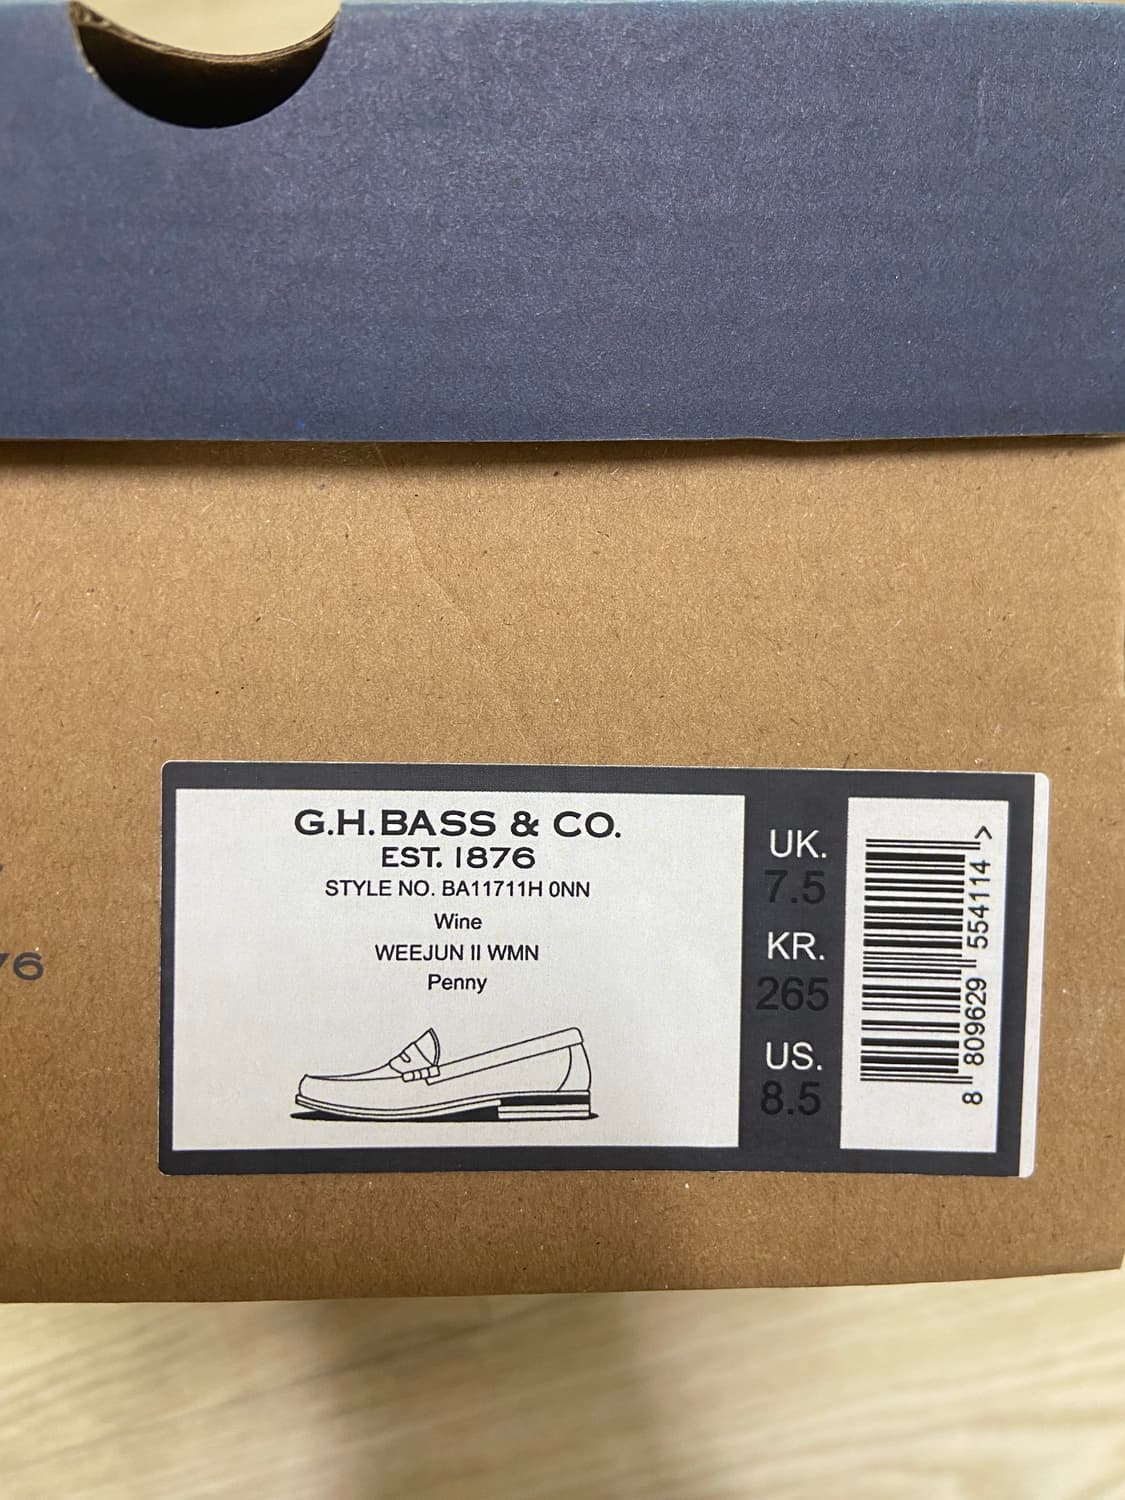 76
G.H.BASS & CO.
EST. 1876
STYLE NO. BA11711H 0NN
Wine
WEEJUN II WMN
Penny
UK.
7.5
KR.
265
US.
8.5
8 809629 554114 >